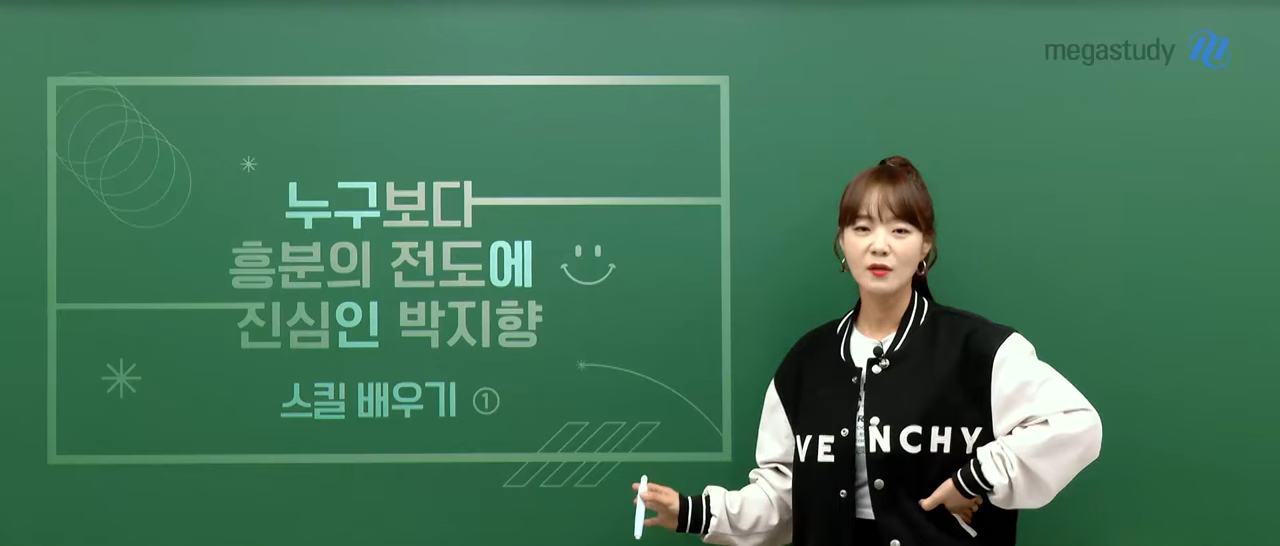 megastudy
누구보다
흥분의 전도에
진심인 박지향
스킬 배우기 ①
VENCHY